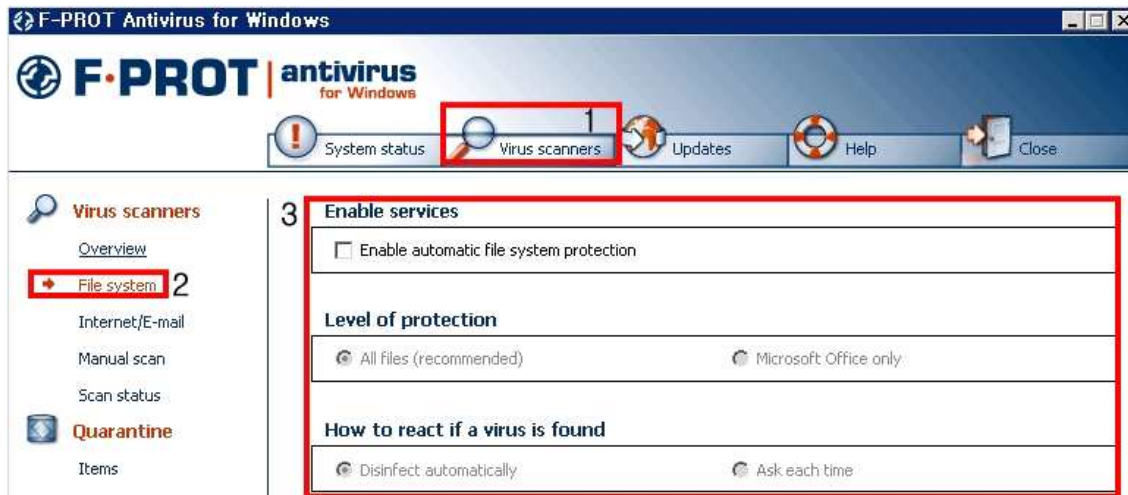 F-PROT Antivirus for Windows
F·PROT antivirus
for Windows
1
System status
Virus scanners
Updates
Help
Close
Virus scanners
Overview
File system
2
Internet/E-mail
Manual scan
Scan status
Quarantine
Items
3
Enable services
Enable automatic file system protection
Level of protection
All files (recommended)
Microsoft Office only
How to react if a virus is found
Disinfect automatically
Ask each time